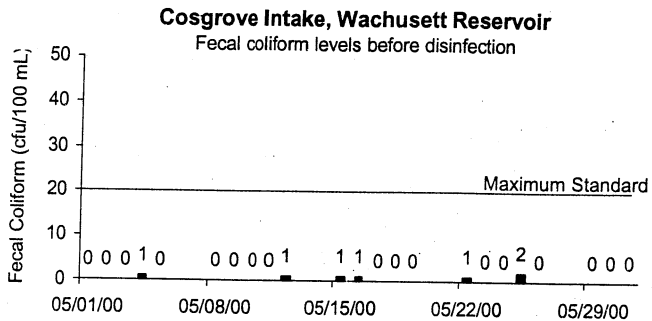 Cosgrove Intake, Wachusett Reservoir
Fecal coliform levels before disinfection
Fecal Coliform (cfu/100 mL)
50
40
30
20
10
0
Maximum Standard
0 0 0 1 0 0 0 0 0 1 1 1 0 0 0 1 0 0 2 0 0 0 0
05/01/00 05/08/00 05/15/00 05/22/00 05/29/00